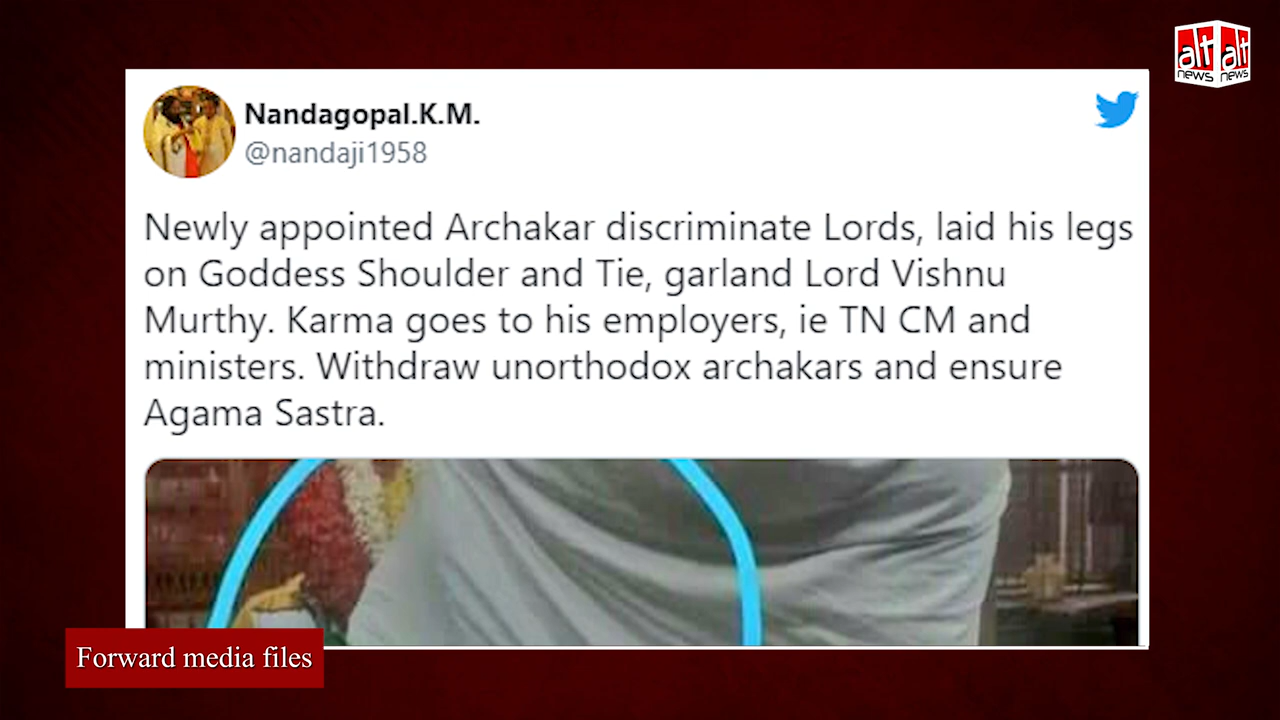 alt alt
news news
Nandagopal.K.M.
@nandaji1958
Newly appointed Archakar discriminate Lords, laid his legs
on Goddess Shoulder and Tie, garland Lord Vishnu
Murthy. Karma goes to his employers, ie TN CM and
ministers. Withdraw unorthodox archakars and ensure
Agama Sastra.
Forward media files